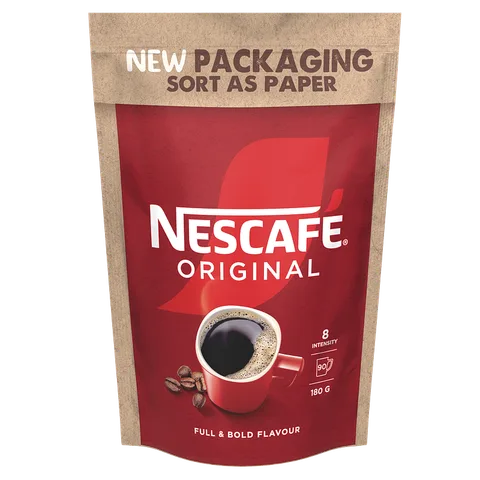 NEW PACKAGING
SORT AS PAPER
NESCAFÉ®
ORIGINAL
8
INTENSITY
90
180 G
FULL & BOLD FLAVOUR